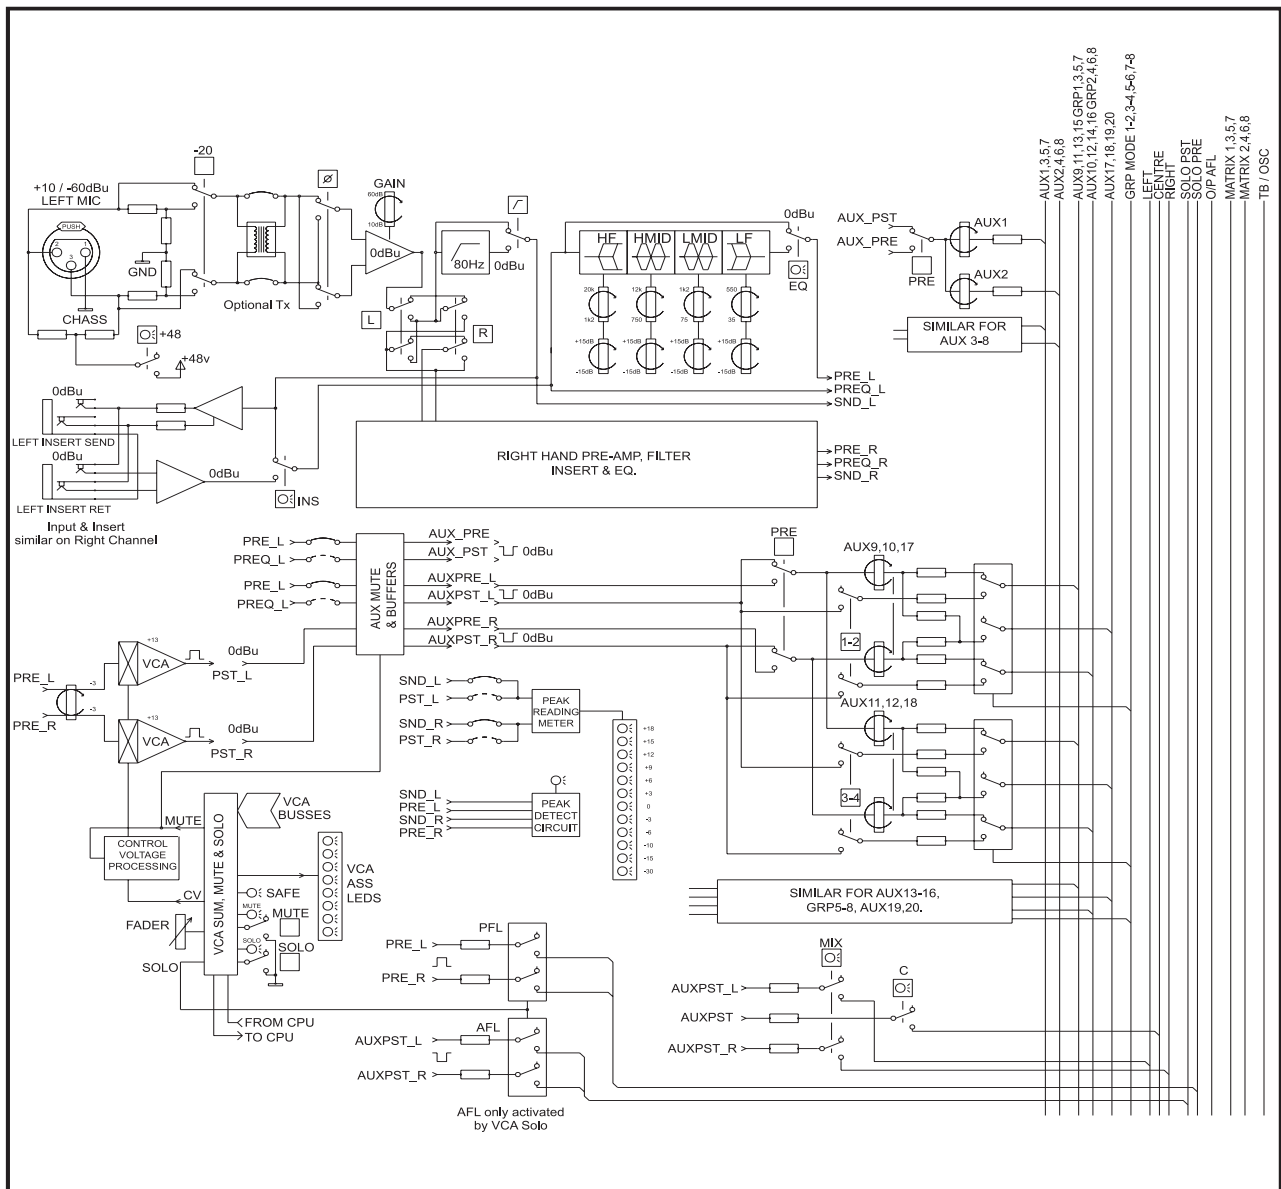 -20
+10 / -60dBu
LEFT MIC
PUSH
2
1
3
GND
CHASS
+48
+48v
Optional Tx
Ø
GAIN
60dB
10dB
0dBu
L
R
80Hz
0dBu
HF
HMID
LMID
LF
20k
1k2
12k
750
1k2
75
550
35
+15dB
-15dB
+15dB
-15dB
+15dB
-15dB
+15dB
-15dB
0dBu
EQ
PRE_L
PREQ_L
SND_L
AUX_PST
AUX_PRE
PRE
AUX1
AUX2
SIMILAR FOR
AUX 3-8
AUX1,3,5,7
AUX2,4,6,8
AUX9,11,13,15 GRP1,3,5,7
AUX10,12,14,16 GRP2,4,6,8
AUX17,18,19,20
GRP MODE 1-2,3-4,5-6,7-8
LEFT
CENTRE
RIGHT
SOLO PST
SOLO PRE
O/P AFL
MATRIX 1,3,5,7
MATRIX 2,4,6,8
TB / OSC
0dBu
LEFT INSERT SEND
0dBu
LEFT INSERT RET
0dBu
INS
Input & Insert
similar on Right Channel
RIGHT HAND PRE-AMP, FILTER
INSERT & EQ.
PRE_R
PREQ_R
SND_R
PRE_L
PREQ_L
PRE_L
PREQ_L
AUX MUTE
& BUFFERS
AUX_PRE
AUX_PST
0dBu
AUXPRE_L
AUXPST_L
0dBu
AUXPRE_R
AUXPST_R
0dBu
PRE
AUX9,10,17
1-2
AUX11,12,18
3-4
PRE_L
PRE_R
-3
-3
+13
VCA
0dBu
PST_L
+13
VCA
0dBu
PST_R
SND_L
PST_L
SND_R
PST_R
PEAK
READING
METER
+18
+15
+12
+9
+6
+3
0
-3
-6
-10
-15
-30
SND_L
PRE_L
SND_R
PRE_R
PEAK
DETECT
CIRCUIT
MUTE
CONTROL
VOLTAGE
PROCESSING
CV
FADER
SOLO
VCA SUM, MUTE & SOLO
VCA
BUSSES
VCA
ASS
LEDS
SAFE
MUTE
MUTE
SOLO
SOLO
FROM CPU
TO CPU
PFL
PRE_L
PRE_R
AFL
AUXPST_L
AUXPST_R
AFL only activated
by VCA Solo
SIMILAR FOR AUX13-16,
GRP5-8, AUX19,20.
MIX
C
AUXPST_L
AUXPST
AUXPST_R